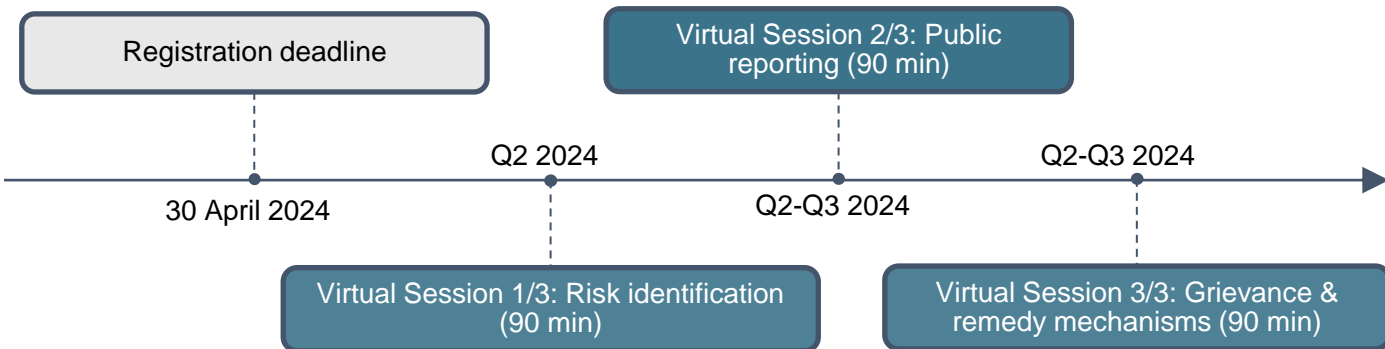 Registration deadline
Virtual Session 2/3: Public
reporting (90 min)
Q2 2024
Q2-Q3 2024
30 April 2024
Q2-Q3 2024
Virtual Session 1/3: Risk identification
(90 min)
Virtual Session 3/3: Grievance &
remedy mechanisms (90 min)